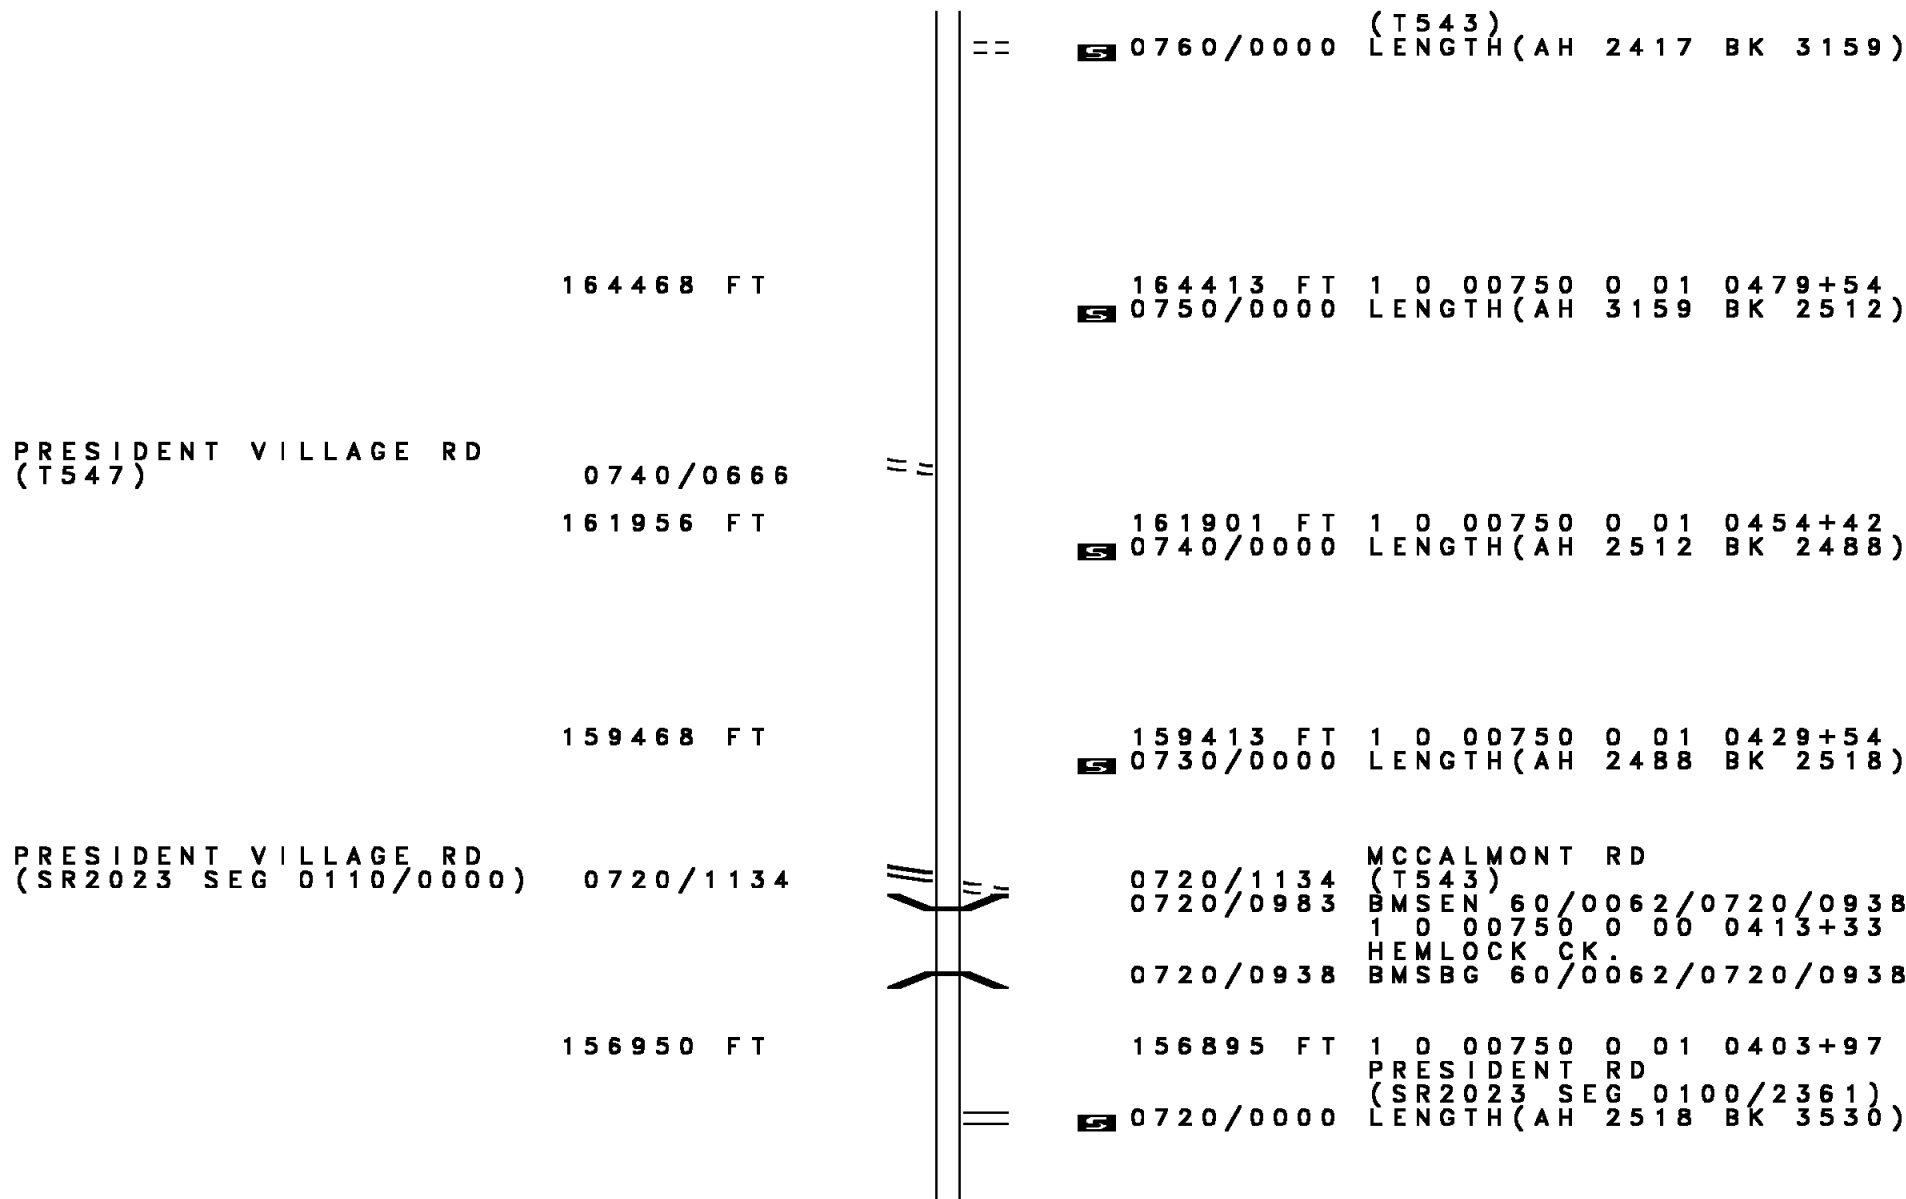 (T543)
S 0760/0000 LENGTH(AH 2417 BK 3159)
164468 FT 164413 FT 1 0 00750 0 01 0479+54
S 0750/0000 LENGTH(AH 3159 BK 2512)
PRESIDENT VILLAGE RD
(T547) 0740/0666
161956 FT 161901 FT 1 0 00750 0 01 0454+42
S 0740/0000 LENGTH(AH 2512 BK 2488)
159468 FT 159413 FT 1 0 00750 0 01 0429+54
S 0730/0000 LENGTH(AH 2488 BK 2518)
PRESIDENT VILLAGE RD MCCALMONT RD
(SR2023 SEG 0110/0000) 0720/1134 0720/1134 (T543)
0720/0983 BMSEN 60/0062/0720/0938
1 0 00750 0 00 0413+33
HEMLOCK CK.
0720/0938 BMSBG 60/0062/0720/0938
156950 FT 156895 FT 1 0 00750 0 01 0403+97
PRESIDENT RD
(SR2023 SEG 0100/2361)
S 0720/0000 LENGTH(AH 2518 BK 3530)